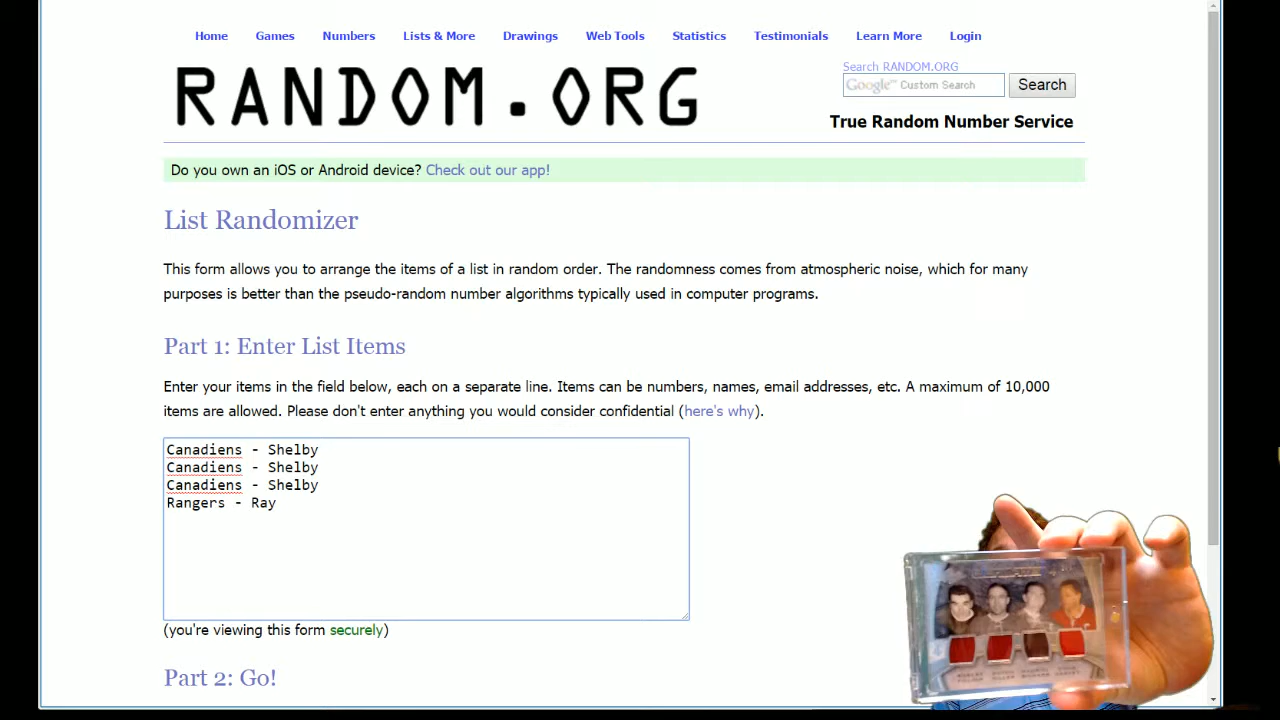 Home Games Numbers Lists & More Drawings Web Tools Statistics Testimonials Learn More Login
RANDOM.ORG
Search RANDOM.ORG
Google™ Custom Search Search
True Random Number Service
Do you own an iOS or Android device? Check out our app!
List Randomizer
This form allows you to arrange the items of a list in random order. The randomness comes from atmospheric noise, which for many
purposes is better than the pseudo-random number algorithms typically used in computer programs.
Part 1: Enter List Items
Enter your items in the field below, each on a separate line. Items can be numbers, names, email addresses, etc. A maximum of 10,000
items are allowed. Please don't enter anything you would consider confidential (here's why).
Canadiens - Shelby
Canadiens - Shelby
Canadiens - Shelby
Rangers - Ray
(you're viewing this form securely)
Part 2: Go!